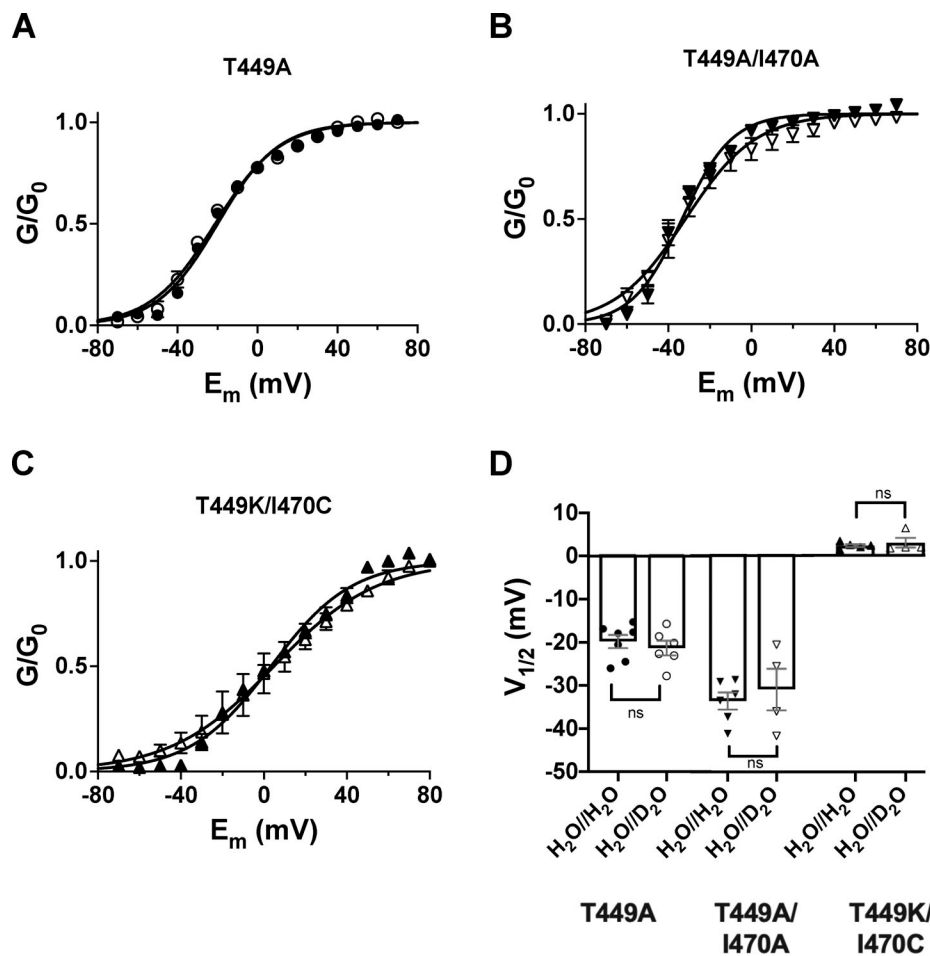 A
T449A
G/G₀
1.0
0.5
0.0
-80 -40 0 40 80
Eₘ (mV)
B
T449A/I470A
G/G₀
1.0
0.5
0.0
-80 -40 0 40 80
Eₘ (mV)
C
T449K/I470C
G/G₀
1.0
0.5
0.0
-80 -40 0 40 80
Eₘ (mV)
D
V₁/₂ (mV)
10
0
-10
-20
-30
-40
-50
ns
ns
ns
H₂O//H₂O
H₂O//D₂O
H₂O//H₂O
H₂O//D₂O
H₂O//H₂O
H₂O//D₂O
T449A T449A/ T449K/
I470A I470C